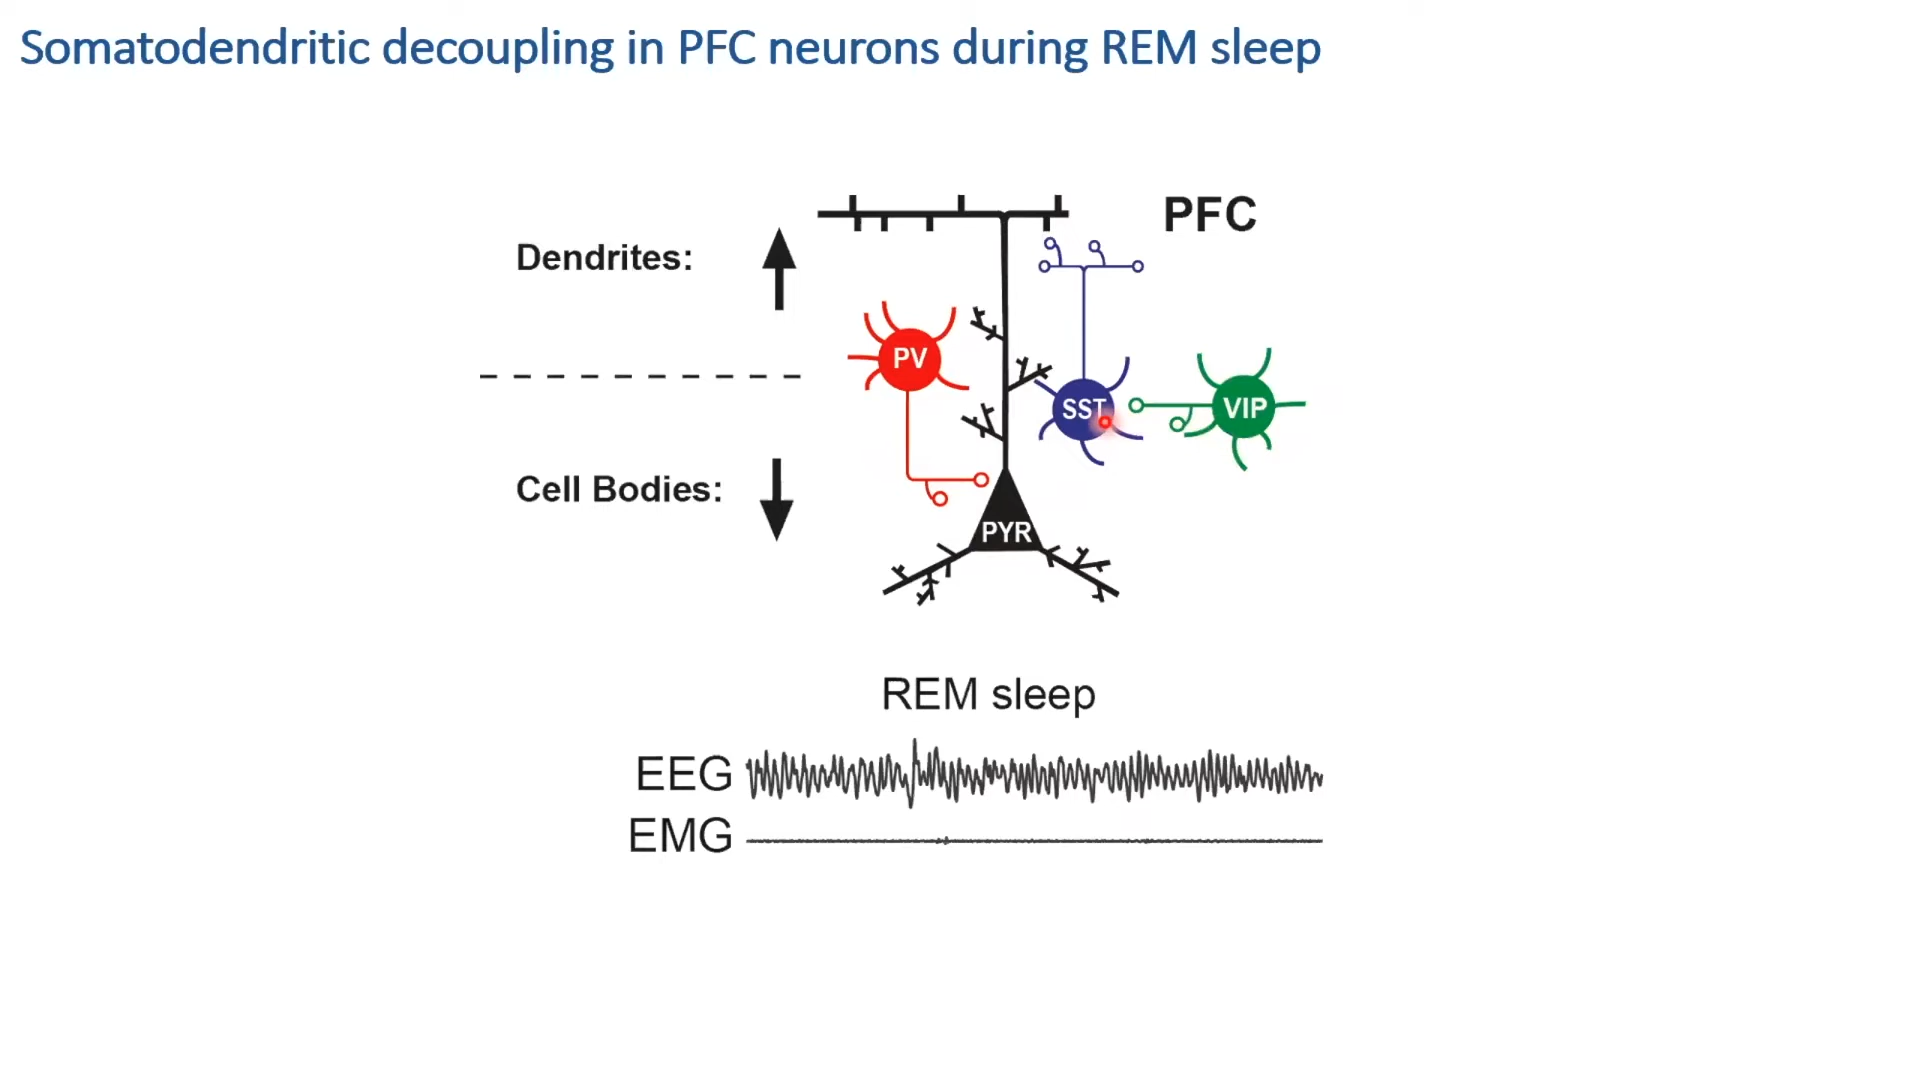 Somatodendritic decoupling in PFC neurons during REM sleep
PFC
Dendrites:
PV
SST
VIP
Cell Bodies:
PYR
REM sleep
EEG
EMG